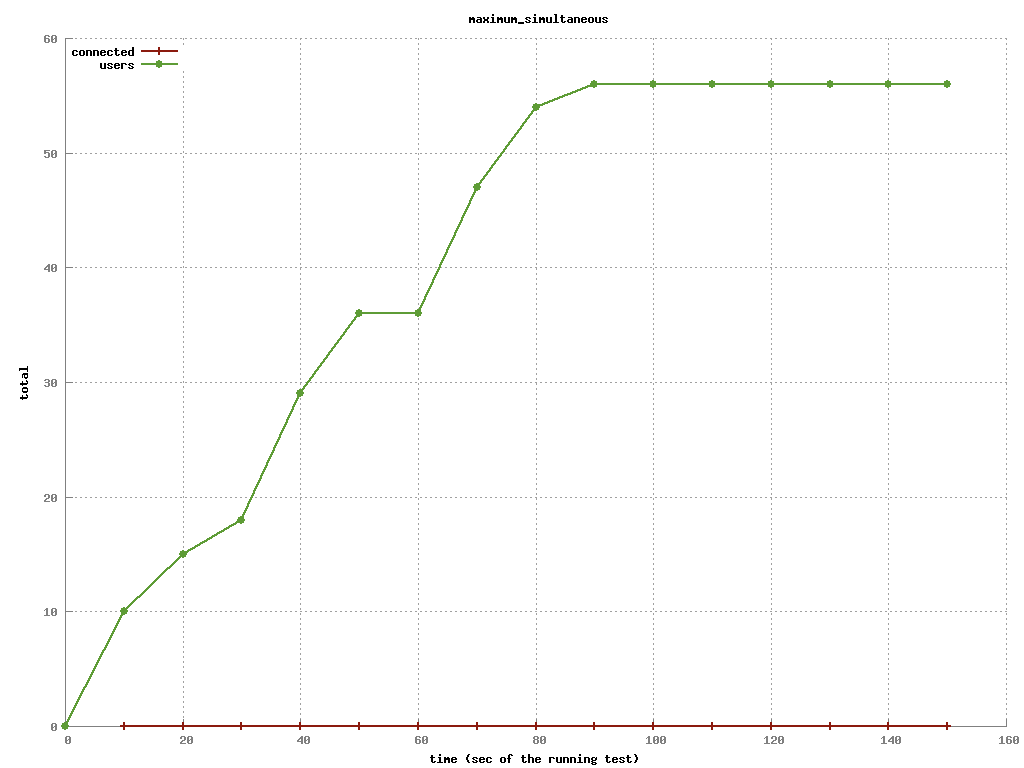 maximum_simultaneous
60
connected
users
50
40
30
total
20
10
0
0 20 40 60 80 100 120 140 160
time (sec of the running test)